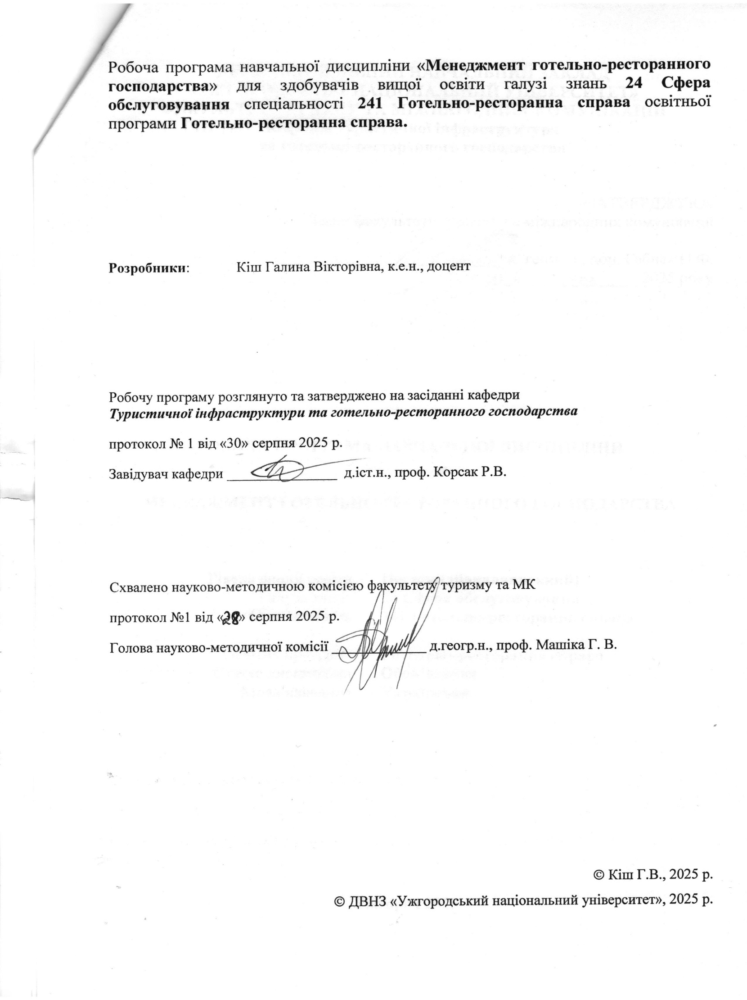 Робоча програма навчальної дисципліни «Менеджмент готельно-ресторанного
господарства» для здобувачів вищої освіти галузі знань 24 Сфера
обслуговування спеціальності 241 Готельно-ресторанна справа освітньої
програми Готельно-ресторанна справа.
Розробники: Кіш Галина Вікторівна, к.е.н., доцент
Робочу програму розглянуто та затверджено на засіданні кафедри
Туристичної інфраструктури та готельно-ресторанного господарства
протокол № 1 від «30» серпня 2025 р.
Завідувач кафедри д.іст.н., проф. Корсак Р.В.
Схвалено науково-методичною комісією факультету туризму та МК
протокол №1 від «28» серпня 2025 р.
Голова науково-методичної комісії д.геогр.н., проф. Машіка Г. В.
© Кіш Г.В., 2025 р.
© ДВНЗ «Ужгородський національний університет», 2025 р.